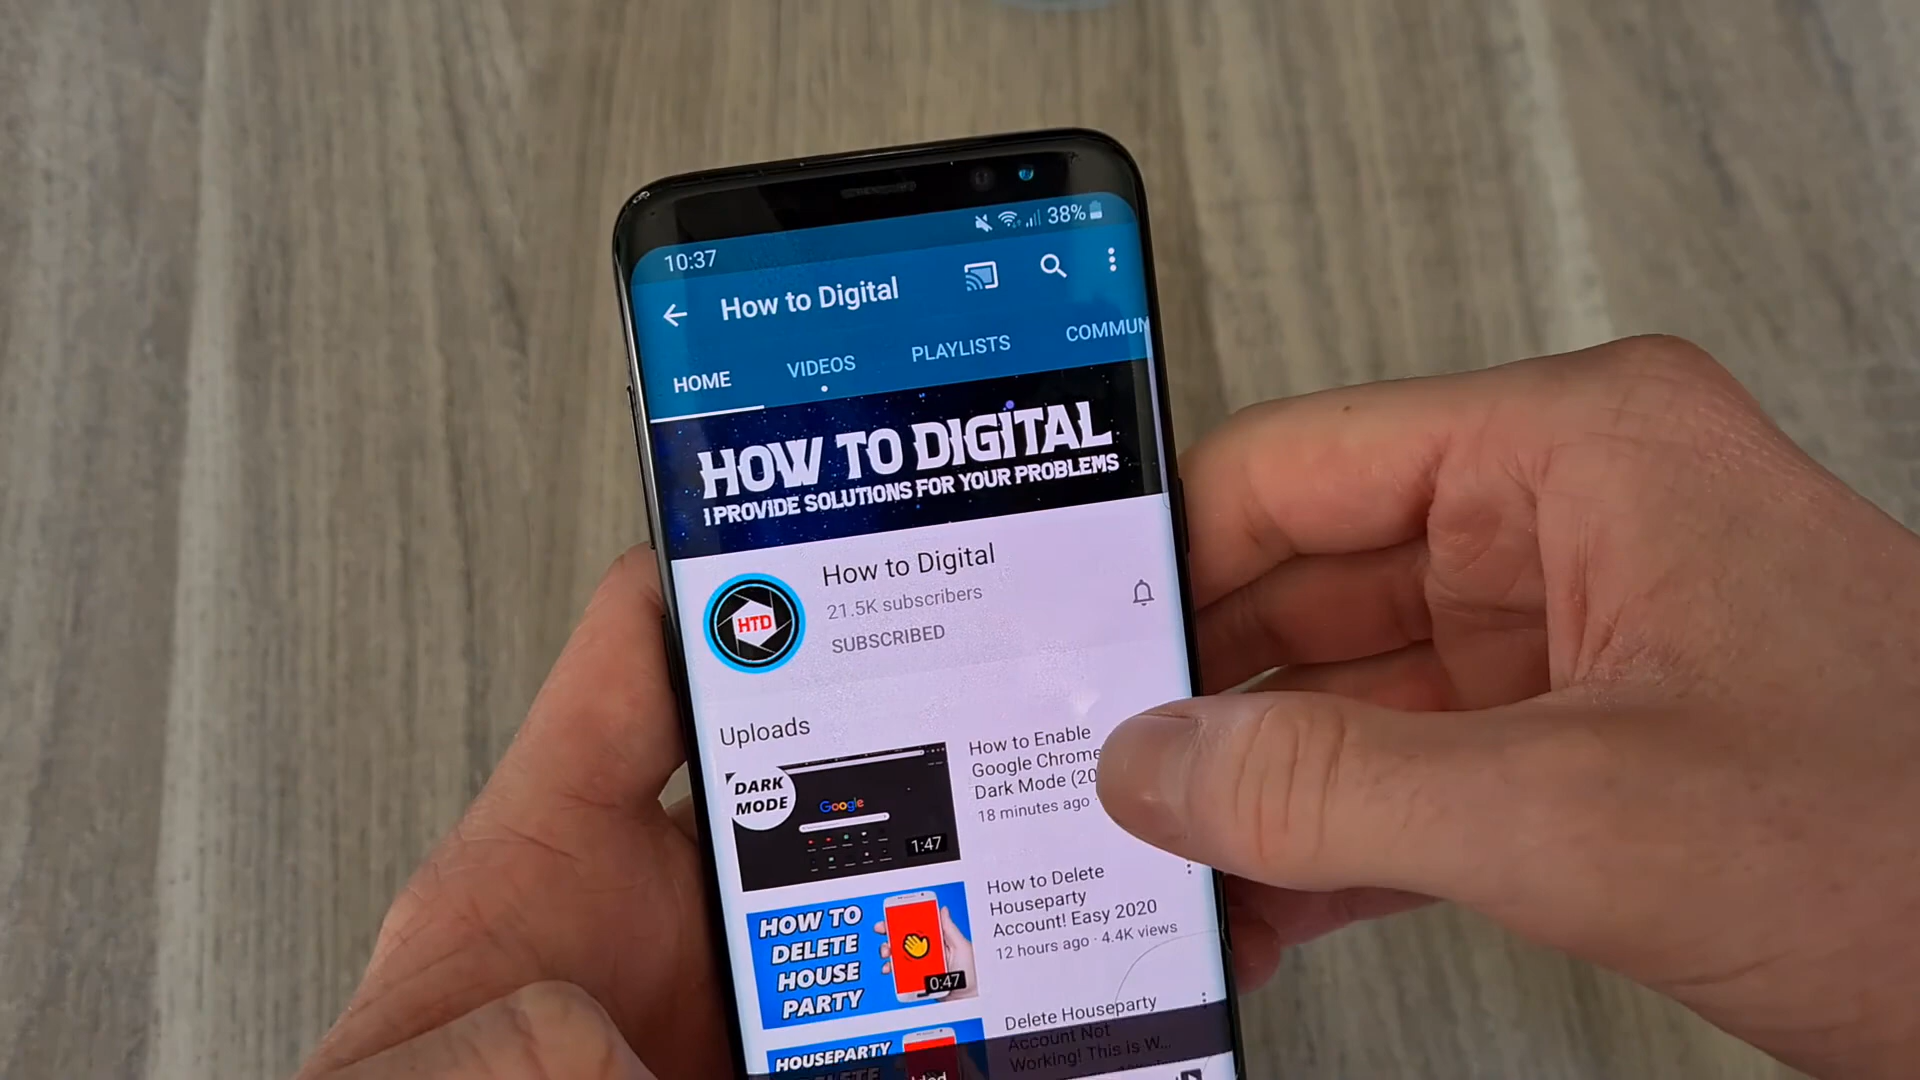 10:37
38%
How to Digital
HOME
VIDEOS
PLAYLISTS
COMMUN
HOW TO DIGITAL
I PROVIDE SOLUTIONS FOR YOUR PROBLEMS
HTD
How to Digital
21.5K subscribers
SUBSCRIBED
Uploads
DARK
MODE
Google
1:47
How to Enable
Google Chrome
Dark Mode (20
18 minutes ago
HOW TO
DELETE
HOUSE
PARTY
0:47
How to Delete
Houseparty
Account! Easy 2020
12 hours ago · 4.4K views
HOUSEPARTY
DELETE
Delete Houseparty
Account Not
Working! This is W...